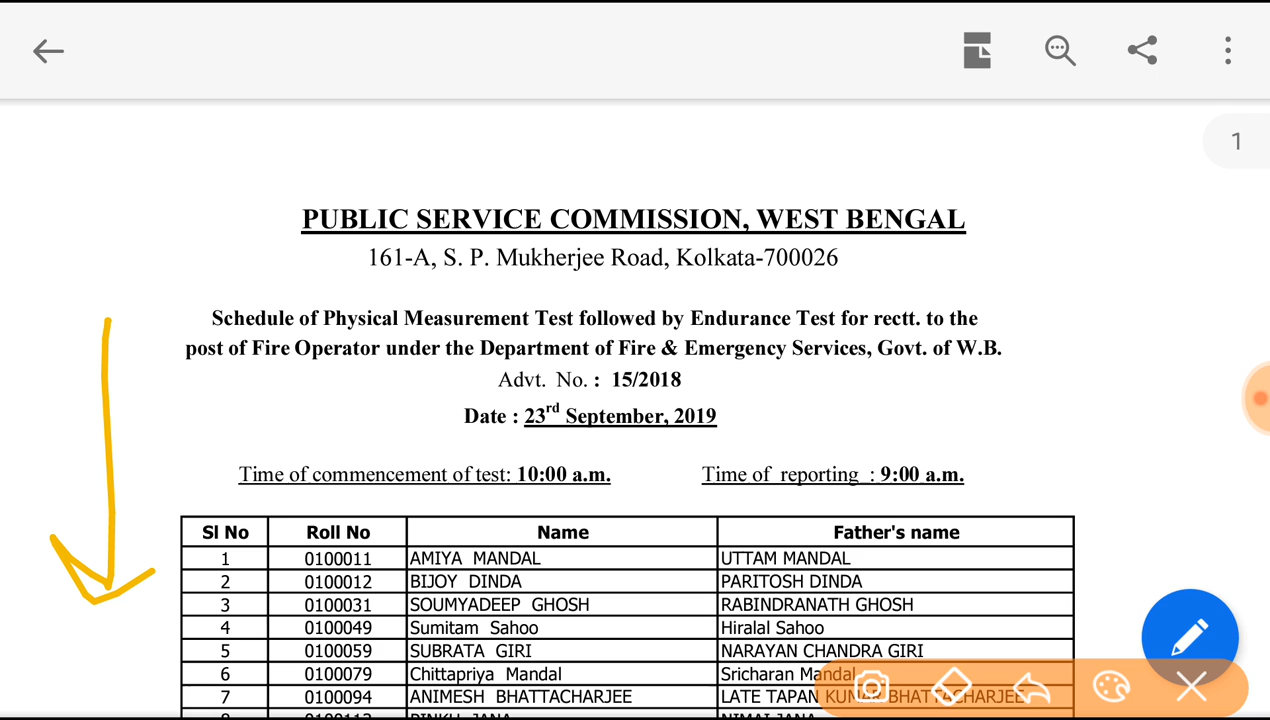 1
PUBLIC SERVICE COMMISSION, WEST BENGAL
161-A, S. P. Mukherjee Road, Kolkata-700026
Schedule of Physical Measurement Test followed by Endurance Test for rectt. to the
post of Fire Operator under the Department of Fire & Emergency Services, Govt. of W.B.
Advt. No. : 15/2018
Date : 23rd September, 2019
Time of commencement of test: 10:00 a.m. Time of reporting : 9:00 a.m.
Sl No Roll No Name Father's name
1 0100011 AMIYA MANDAL UTTAM MANDAL
2 0100012 BIJOY DINDA PARITOSH DINDA
3 0100031 SOUMYADEEP GHOSH RABINDRANATH GHOSH
4 0100049 Sumitam Sahoo Hiralal Sahoo
5 0100059 SUBRATA GIRI NARAYAN CHANDRA GIRI
6 0100079 Chittapriya Mandal Sricharan Mandal
7 0100094 ANIMESH BHATTACHARJEE LATE TAPAN KUMAR BHATTACHARJEE